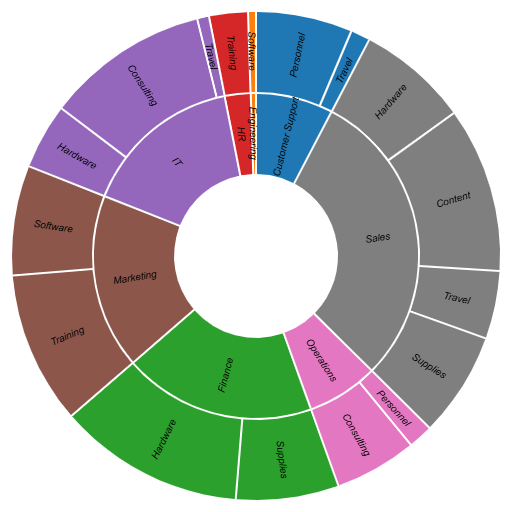 Customer Support
Personnel
Travel
Sales
Hardware
Content
Travel
Supplies
Operations
Personnel
Consulting
Finance
Supplies
Hardware
Marketing
Training
Software
IT
Hardware
Consulting
Travel
HR
Training
Engineering
Software